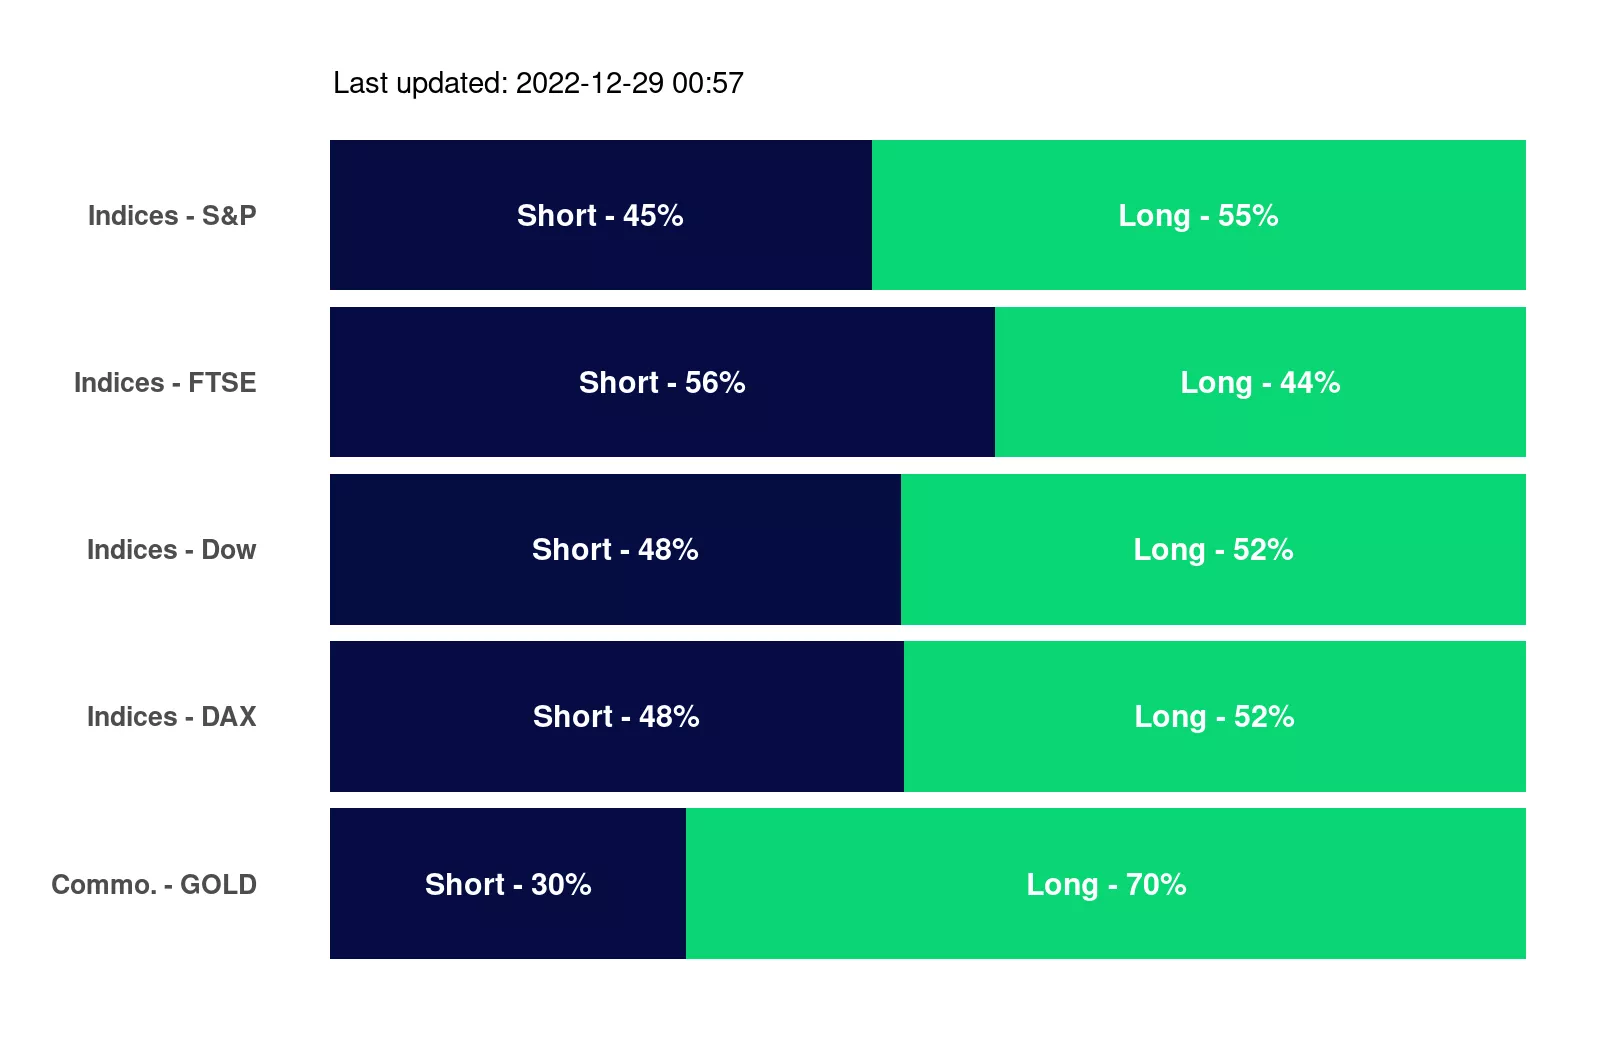 Last updated: 2022-12-29 00:57
Indices - S&P Short - 45% Long - 55%
Indices - FTSE Short - 56% Long - 44%
Indices - Dow Short - 48% Long - 52%
Indices - DAX Short - 48% Long - 52%
Commo. - GOLD Short - 30% Long - 70%